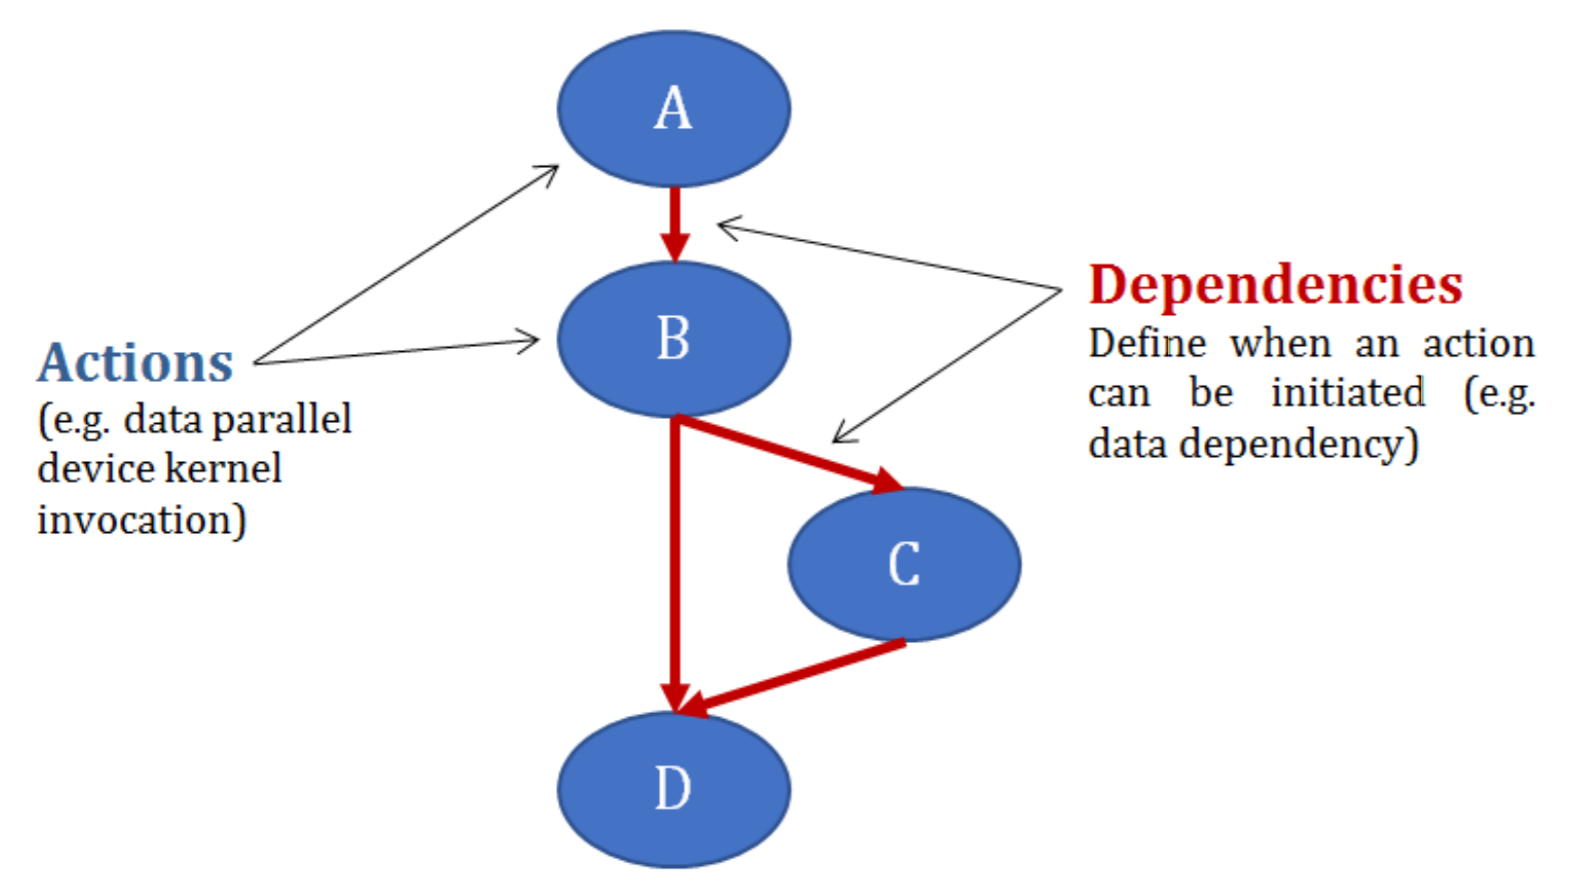 A
B
Dependencies
Define when an action
can be initiated (e.g.
data dependency)
Actions
(e.g. data parallel
device kernel
invocation)
C
D